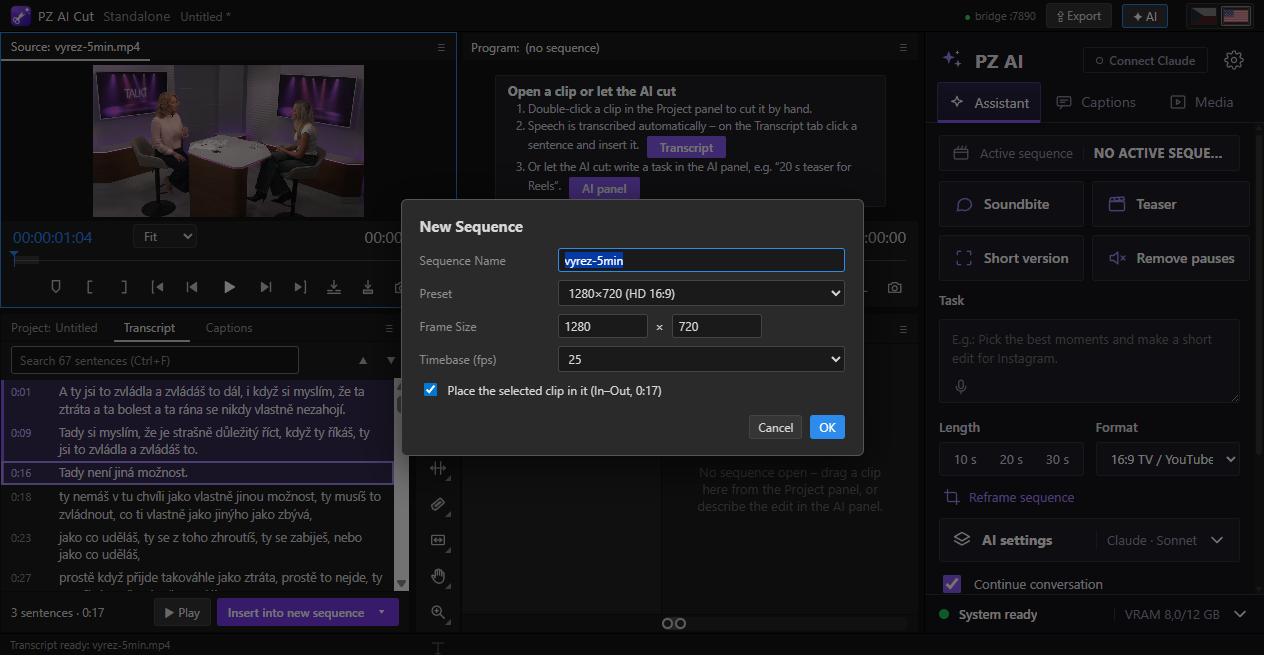 PZ AI Cut Standalone Untitled *
bridge :7890
Export
AI
Source: vyrez-5min.mp4
TALK
00:00:01:04
Fit
00:00
Program: (no sequence)
Open a clip or let the AI cut
1. Double-click a clip in the Project panel to cut it by hand.
2. Speech is transcribed automatically – on the Transcript tab click a
sentence and insert it. Transcript
3. Or let the AI cut: write a task in the AI panel, e.g. “20 s teaser for
Reels”. AI panel
:00:00
New Sequence
Sequence Name vyrez-5min
Preset 1280×720 (HD 16:9)
Frame Size 1280 × 720
Timebase (fps) 25
Place the selected clip in it (In–Out, 0:17)
Cancel OK
Project: Untitled Transcript Captions
Search 67 sentences (Ctrl+F)
0:01 A ty jsi to zvládla a zvládáš to dál, i když si myslím, že ta
ztráta a ta bolest a ta rána se nikdy vlastně nezahojí.
0:09 Tady si myslím, že je strašně důležitý říct, když ty říkáš, ty
jsi to zvládla a zvládáš to.
0:16 Tady není jiná možnost.
0:18 ty nemáš v tu chvíli jako vlastně jinou možnost, ty musíš to
zvládnout, co ti vlastně jako jinýho jako zbývá,
0:23 jako co uděláš, ty se z toho zhroutíš, ty se zabiješ, nebo
jako co uděláš,
0:27 prostě když přijde takováhle jako ztráta, prostě to nejde, ty
3 sentences · 0:17
Play
Insert into new sequence
Transcript ready: vyrez-5min.mp4
No sequence open – drag a clip
here from the Project panel, or
describe the edit in the AI panel.
PZ AI
Connect Claude
Assistant Captions Media
Active sequence NO ACTIVE SEQUE...
Soundbite Teaser
Short version Remove pauses
Task
E.g.: Pick the best moments and make a short
edit for Instagram.
Length Format
10 s 20 s 30 s 16:9 TV / YouTube
Reframe sequence
AI settings Claude · Sonnet
Continue conversation
System ready VRAM 8,0/12 GB